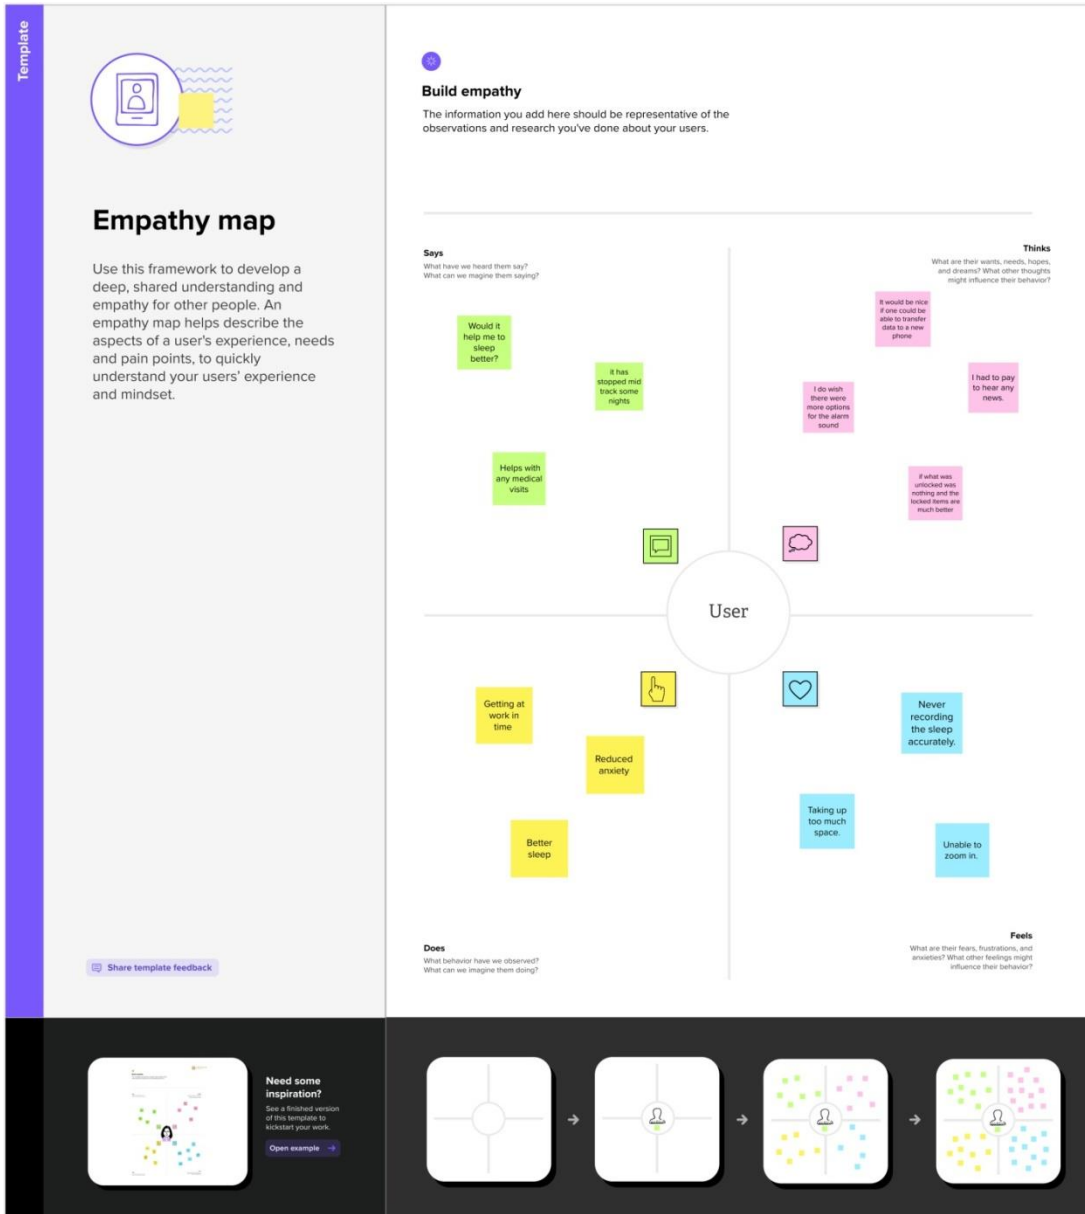 Template
Empathy map
Use this framework to develop a
deep, shared understanding and
empathy for other people. An
empathy map helps describe the
aspects of a user's experience, needs
and pain points, to quickly
understand your users' experience
and mindset.
Share template feedback
Build empathy
The information you add here should be representative of the
observations and research you've done about your users.
Says
What have we heard them say?
What can we magine them saying?
Would it
help me to
sleep
better?
it has
stopped mid
track some
nights
Helps with
any medical
visits
Thinks
What are their wants, needs, hopes,
and dreams? What other thoughts
might influence their behavior?
It would be nice
if one could be
able to transfer
data to a new
phone
I had to pay
to hear any
news.
I do wish
there were
more options
for the alarm
sound
if what was
unlocked was
nothing and the
locked items are
much better
User
Getting at
work in
time
Reduced
anxiety
Better
sleep
Does
What behavior have we observed?
What can we imagine them doing?
Never
recording
the sleep
accurately.
Taking up
too much
space.
Unable to
zoom in.
Feels
What are their fears, frustrations, and
anxieties? What other feelings might
influence their behavior?
Need some
inspiration?
See a finished version
of this template to
kickstart your work.
Open example